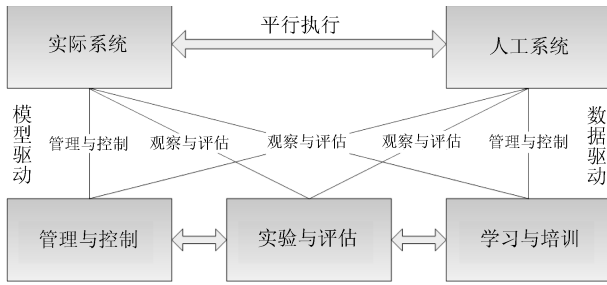 平行执行
实际系统
人工系统
模型驱动
数据驱动
管理与控制
观察与评估
观察与评估
观察与评估
管理与控制
管理与控制
实验与评估
学习与培训